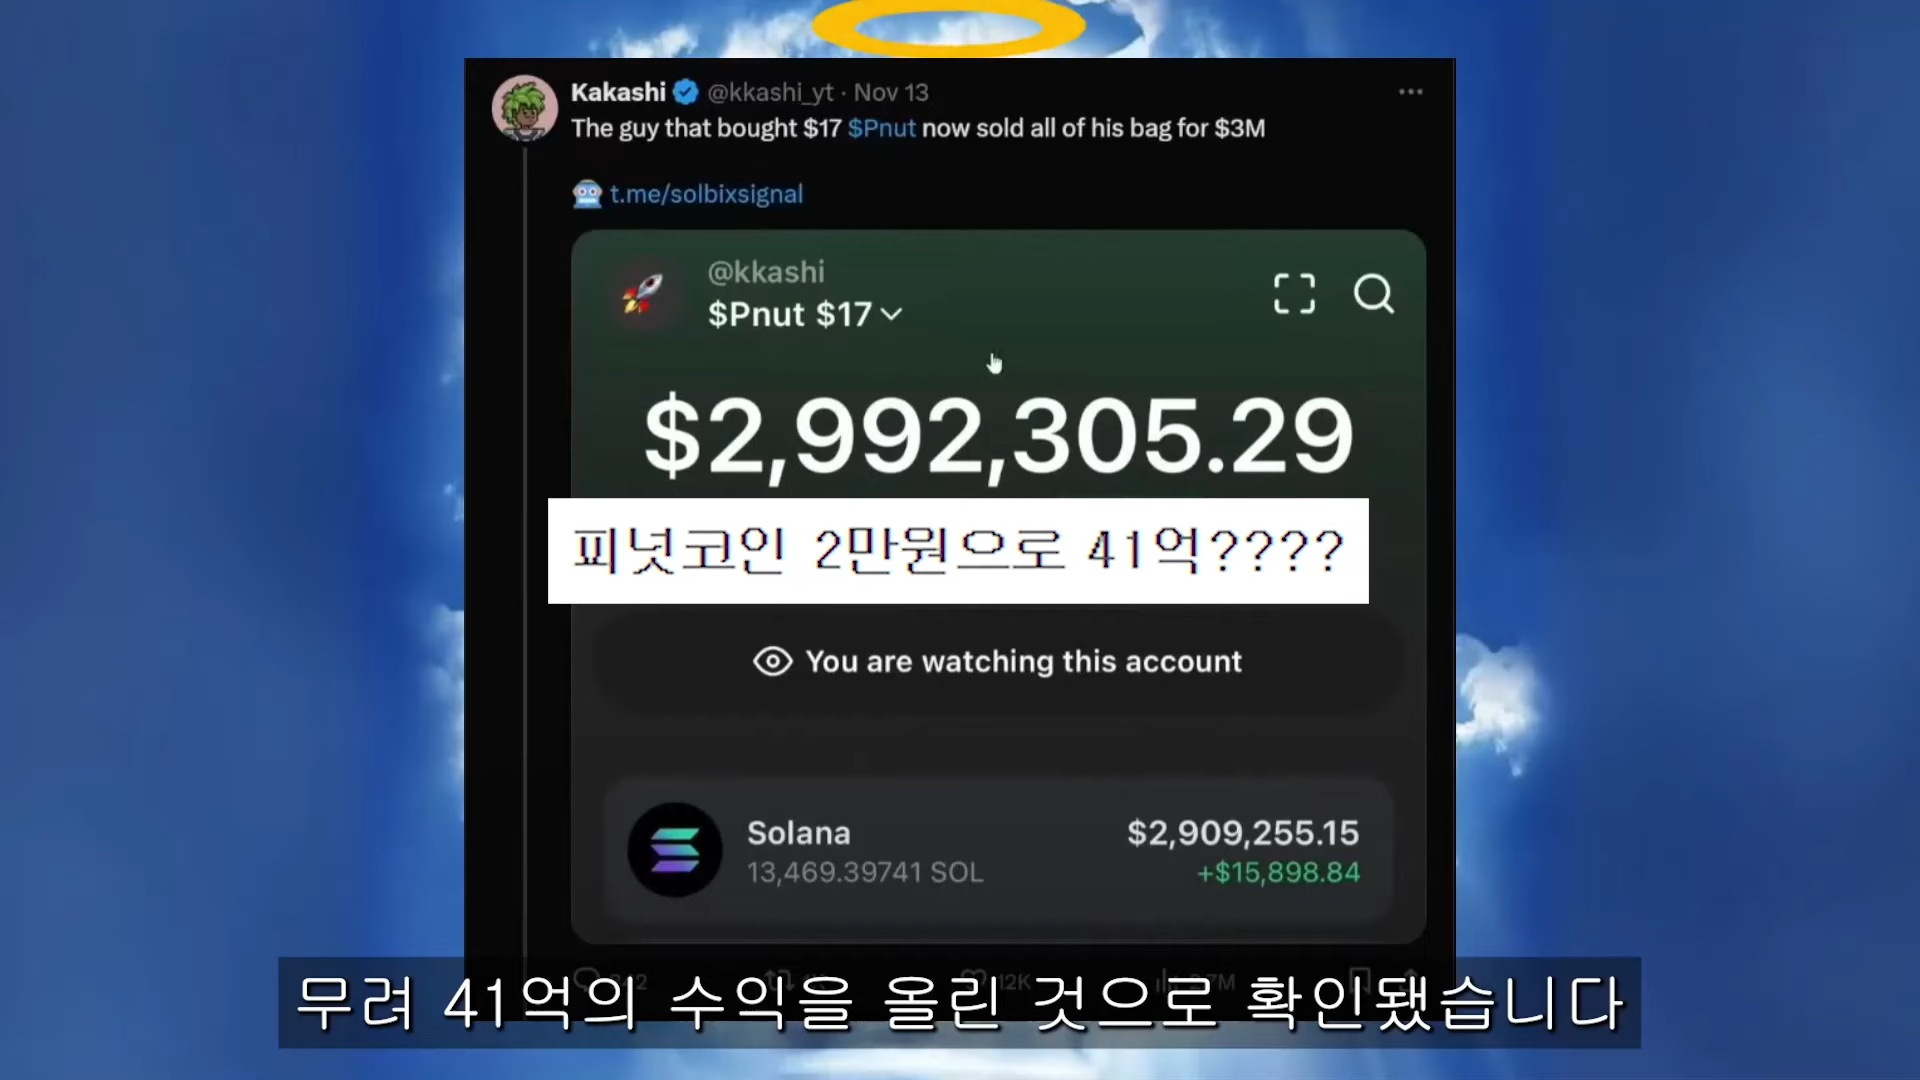 Kakashi @kkashi_yt · Nov 13
The guy that bought $17 $Pnut now sold all of his bag for $3M
t.me/solbixsignal
@kkashi
$Pnut $17
$2,992,305.29
피넛코인 2만원으로 41억????
You are watching this account
Solana
$2,909,255.15
13,469.39741 SOL
+$15,898.84
12K
무려 41억의 수익을 올린 것으로 확인됐습니다